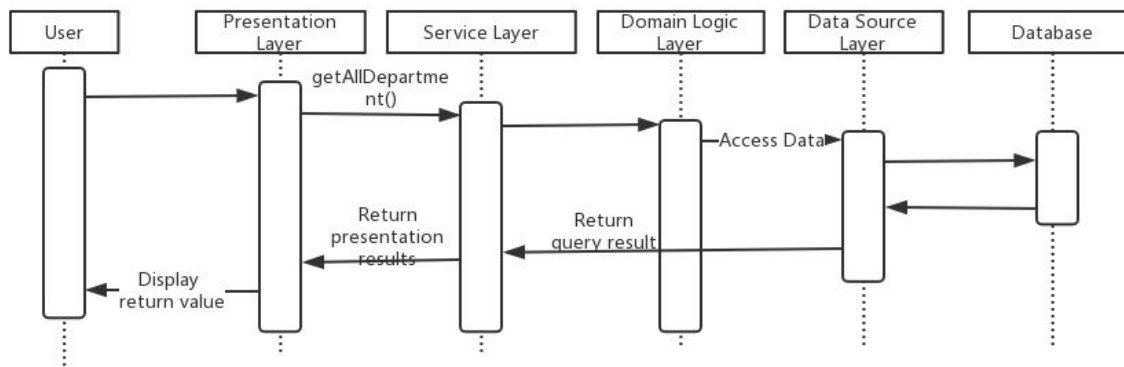 User
Presentation
Layer
Service Layer
Domain Logic
Layer
Data Source
Layer
Database
getAllDepartme
nt()
Access Data
Return
presentation
results
Return
query result
Display
return value